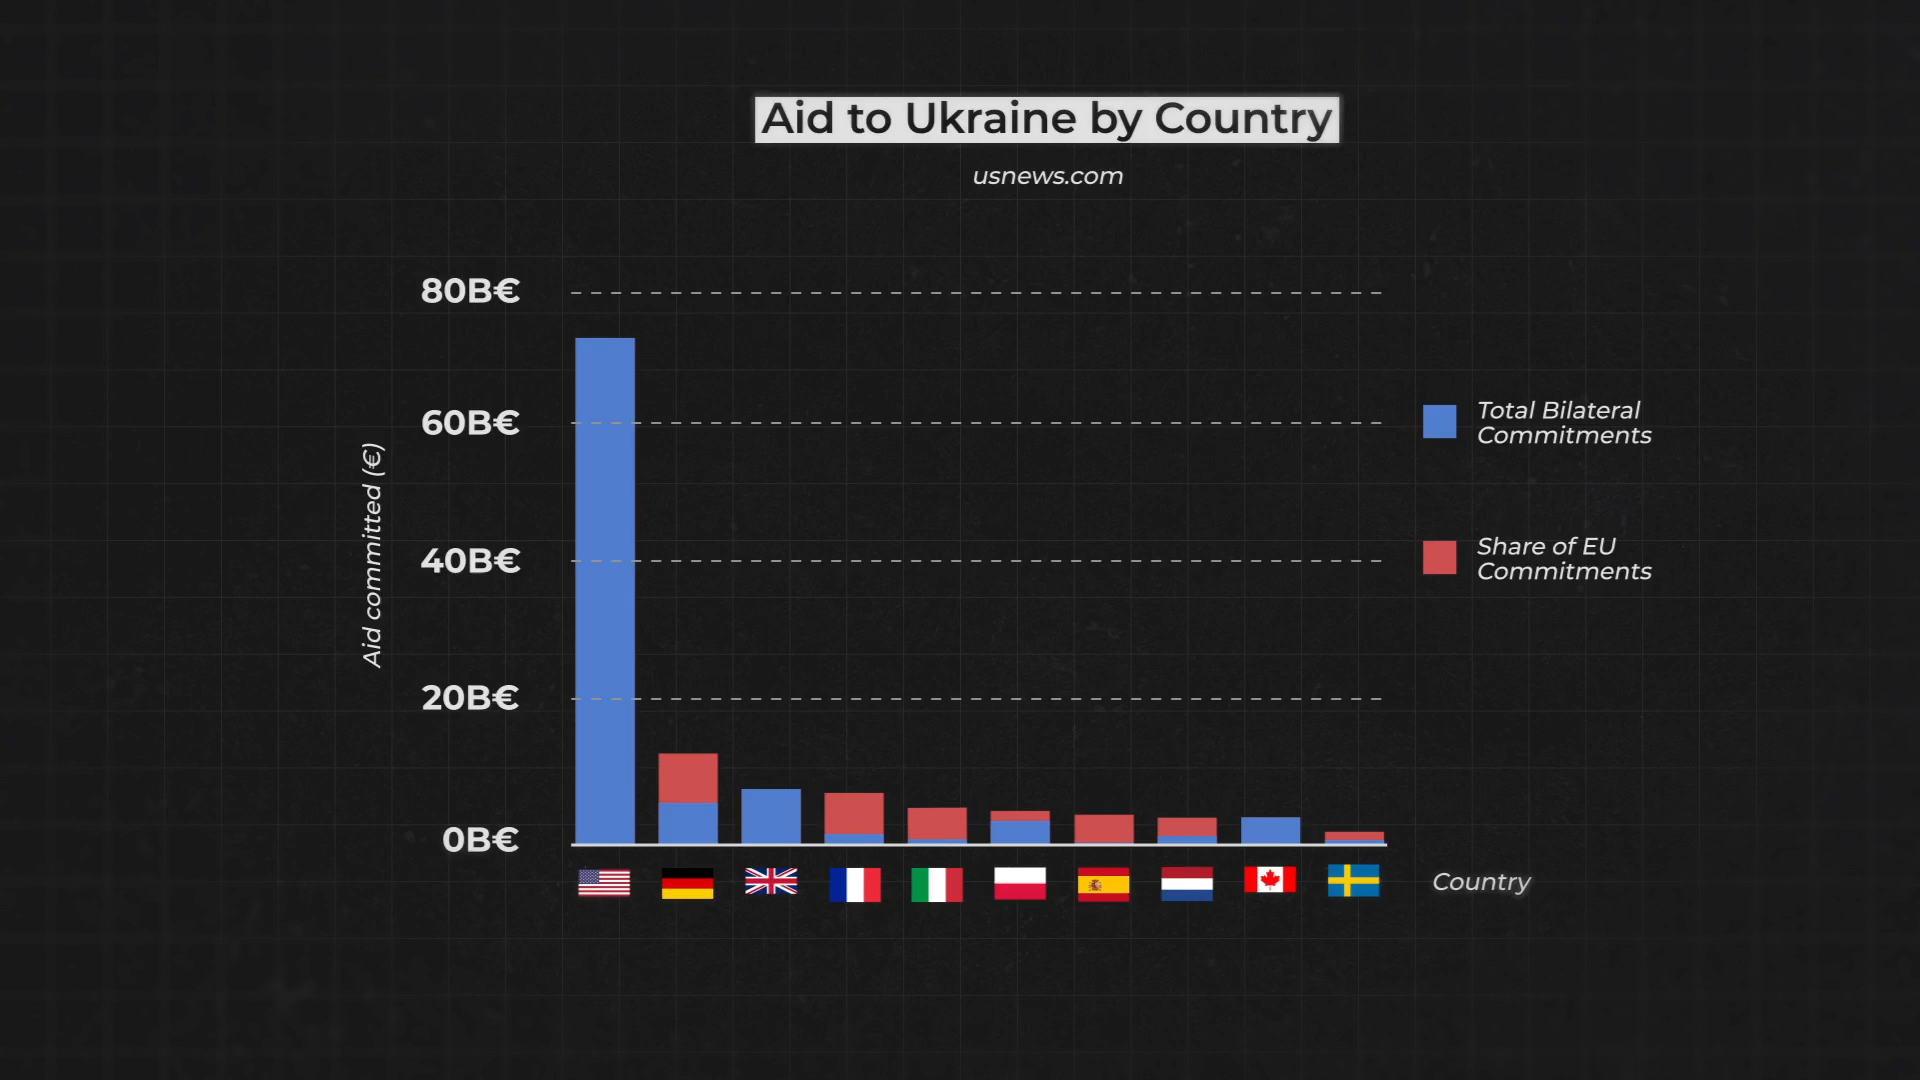 Aid to Ukraine by Country
usnews.com
80B€
60B€
40B€
20B€
0B€
Aid committed (€)
Total Bilateral
Commitments
Share of EU
Commitments
Country